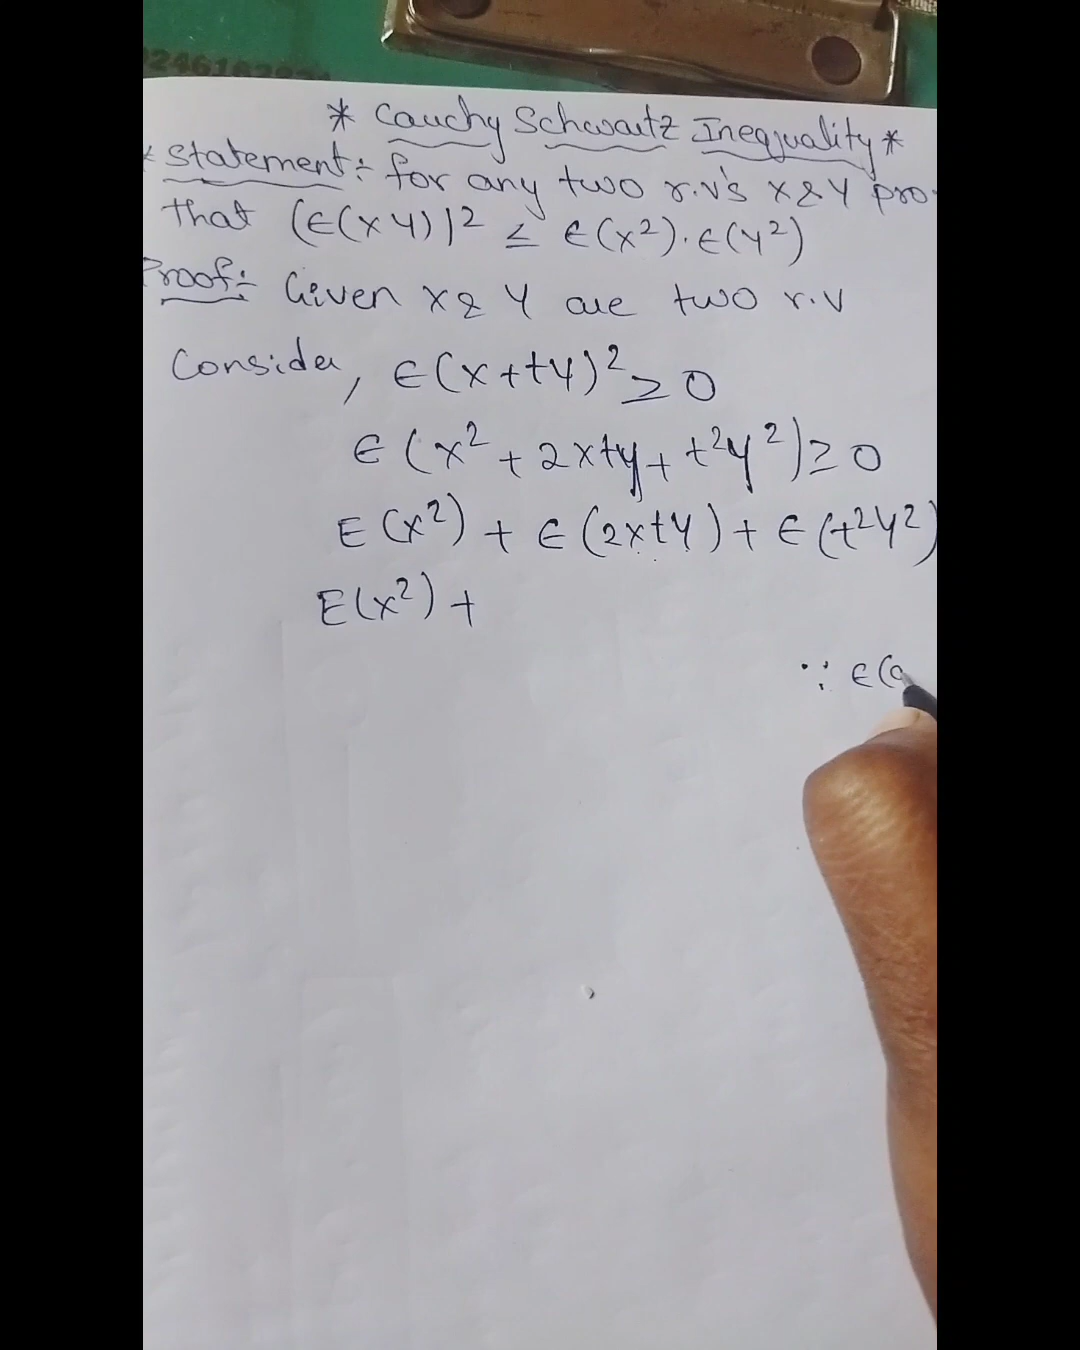 * Cauchy Schwartz Inequality *
Statement:- for any two r.v's X & Y
that (E(XY))² ≤ E(X²).E(Y²)
Proof:- Given X & Y are two r.v
Consider, E(X+tY)² ≥ 0
E(X² + 2XtY + t²Y²) ≥ 0
E(X²) + E(2XtY) + E(t²Y²)
E(X²) +
∵ E(